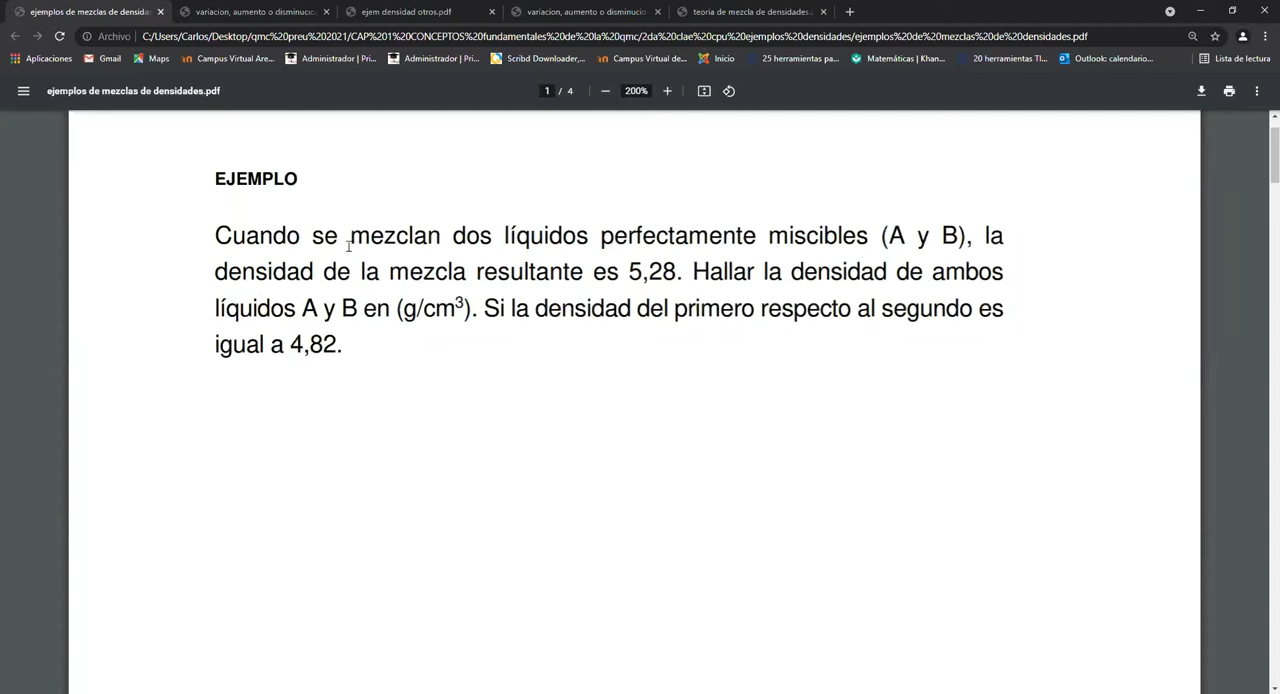 ejemplos de mezclas de densida
variacion, aumento o disminucio
ejem densidad otros.pdf
variacion, aumento o disminucio
teoria de mezcla de densidades.
Archivo
C:/Users/Carlos/Desktop/qmc%20preu%202021/CAP%201%20CONCEPTOS%20fundamentales%20de%20la%20qmc/2da%20clae%20cpu%20ejemplos%20densidades/ejemplos%20de%20mezclas%20de%20densidades.pdf
Aplicaciones
Gmail
Maps
Campus Virtual Are...
Administrador | Pri...
Administrador | Pri...
Scribd Downloader,...
Campus Virtual de...
Inicio
25 herramientas pa...
Matemáticas | Khan...
20 herramientas TI...
Outlook: calendario...
Lista de lectura
ejemplos de mezclas de densidades.pdf
1 / 4
200%
EJEMPLO
Cuando se mezclan dos líquidos perfectamente miscibles (A y B), la
densidad de la mezcla resultante es 5,28. Hallar la densidad de ambos
líquidos A y B en (g/cm³). Si la densidad del primero respecto al segundo es
igual a 4,82.